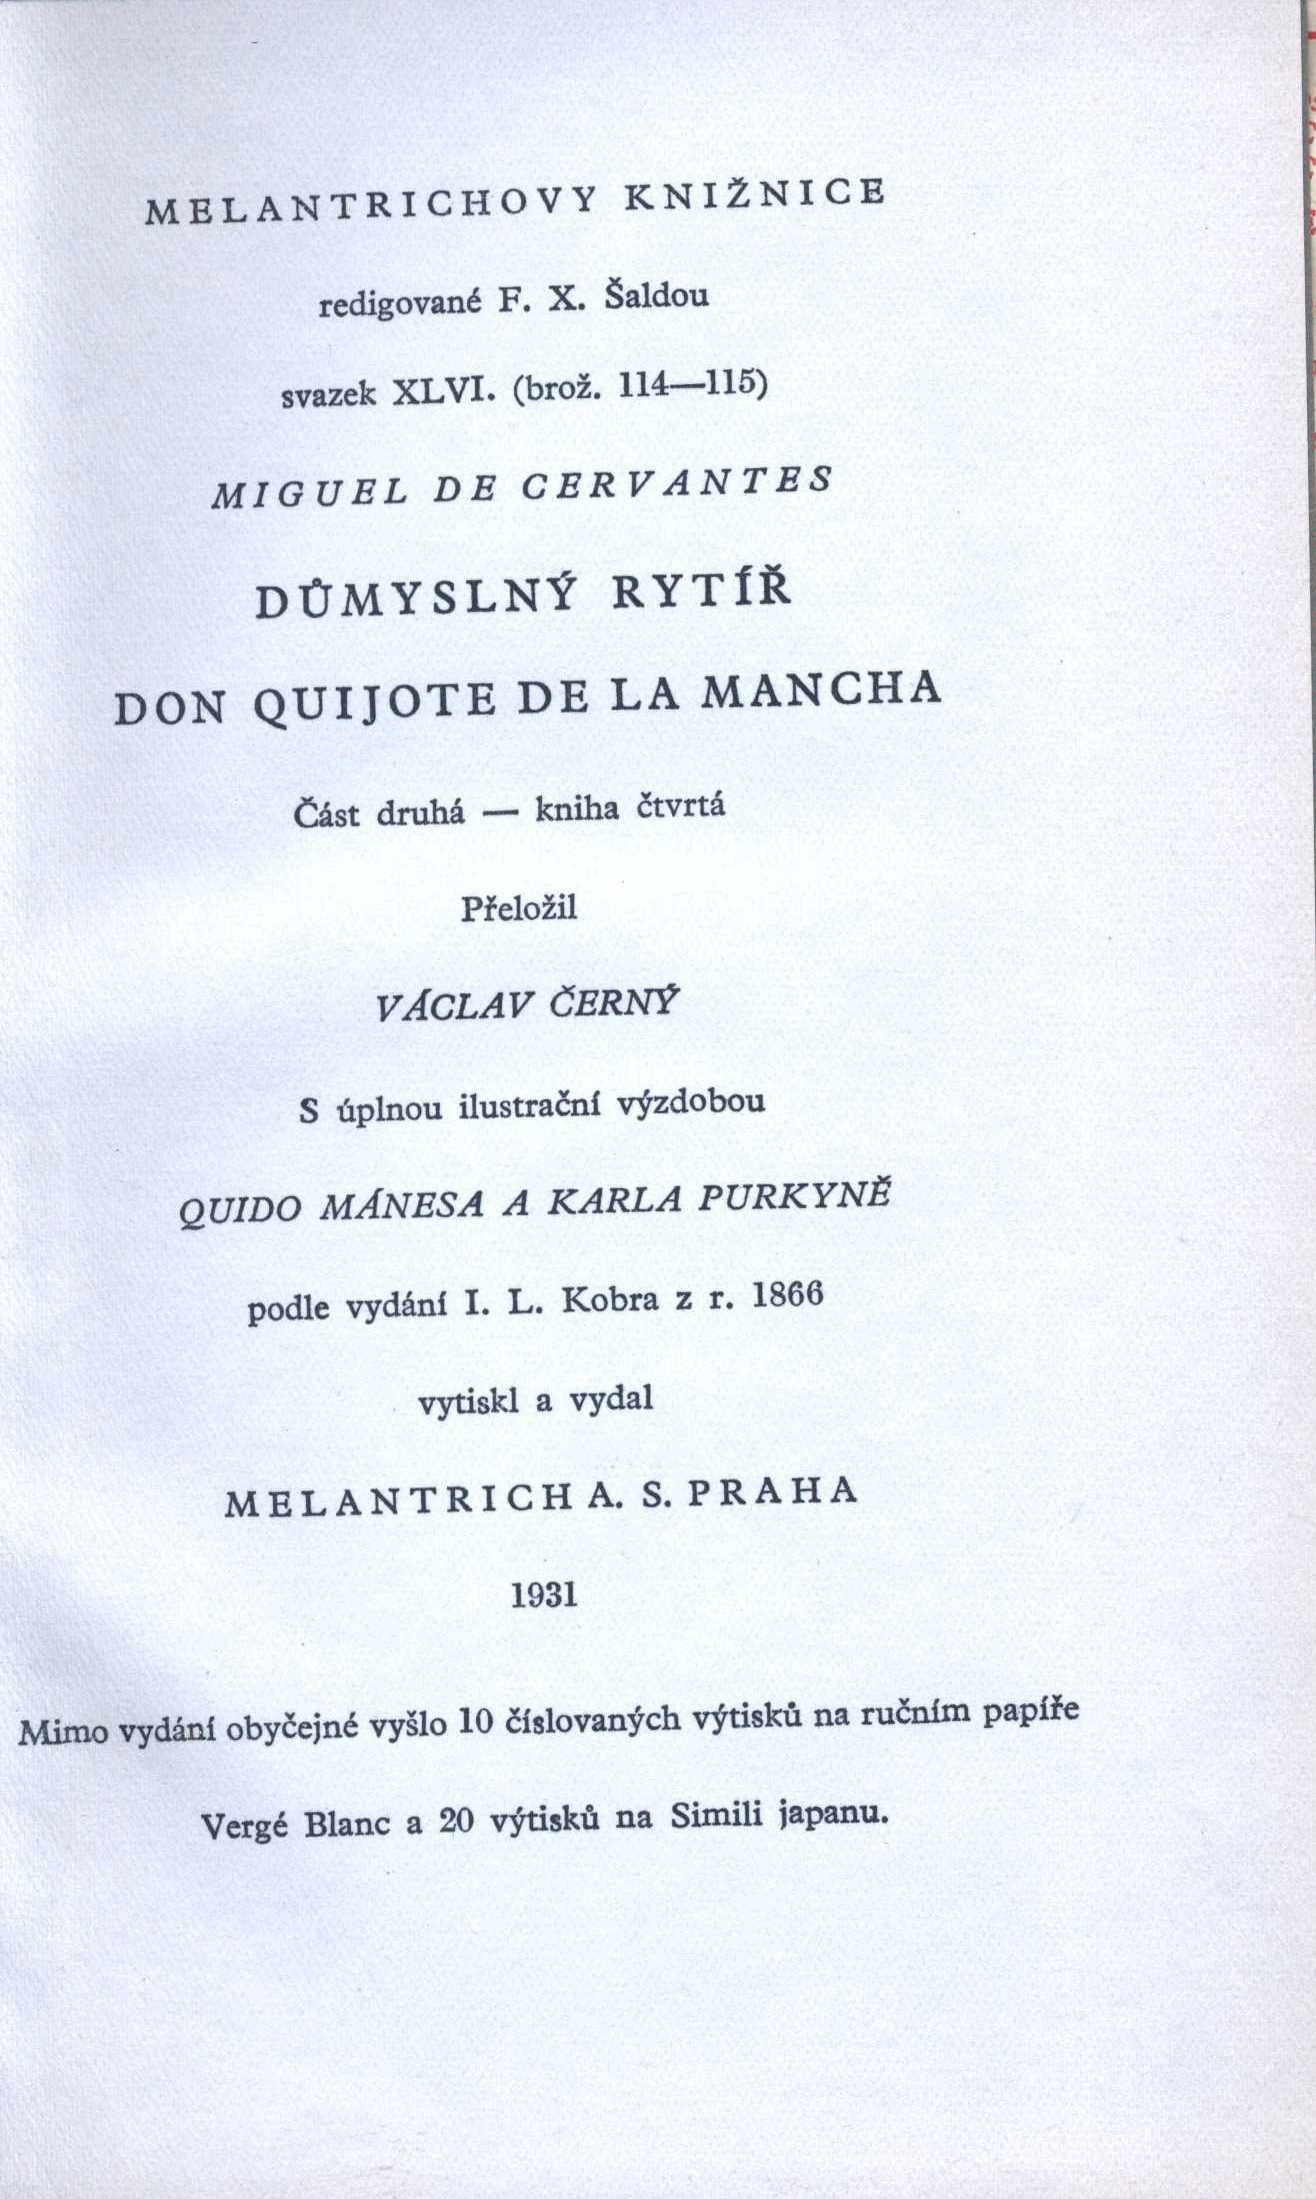 MELANTRICHOVY KNIŽNICE
redigované F. X. Šaldou
svazek XLVI. (brož. 114—115)
MIGUEL DE CERVANTES
DŮMYSLNÝ RYTÍŘ
DON QUIJOTE DE LA MANCHA
Část druhá — kniha čtvrtá
Přeložil
VÁCLAV ČERNÝ
S úplnou ilustrační výzdobou
QUIDO MÁNESA A KARLA PURKYNĚ
podle vydání I. L. Kobra z r. 1866
vytiskl a vydal
MELANTRICH A. S. PRAHA
1931
Mimo vydání obyčejné vyšlo 10 číslovaných výtisků na ručním papíře
Vergé Blanc a 20 výtisků na Simili japanu.